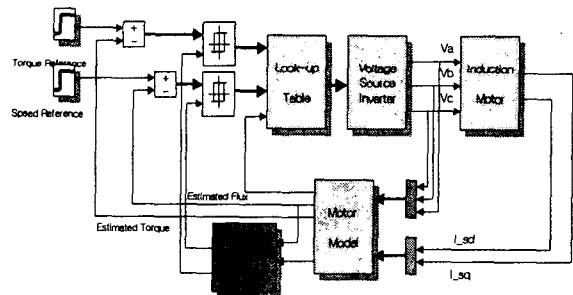 Torque Reference
Speed Reference
+
-
+
-
Look-up
Table
Voltage
Source
Inverter
Va
Vb
Vc
Induction
Motor
Estimated Flux
Estimated Torque
Motor
Model
I_sd
I_sq